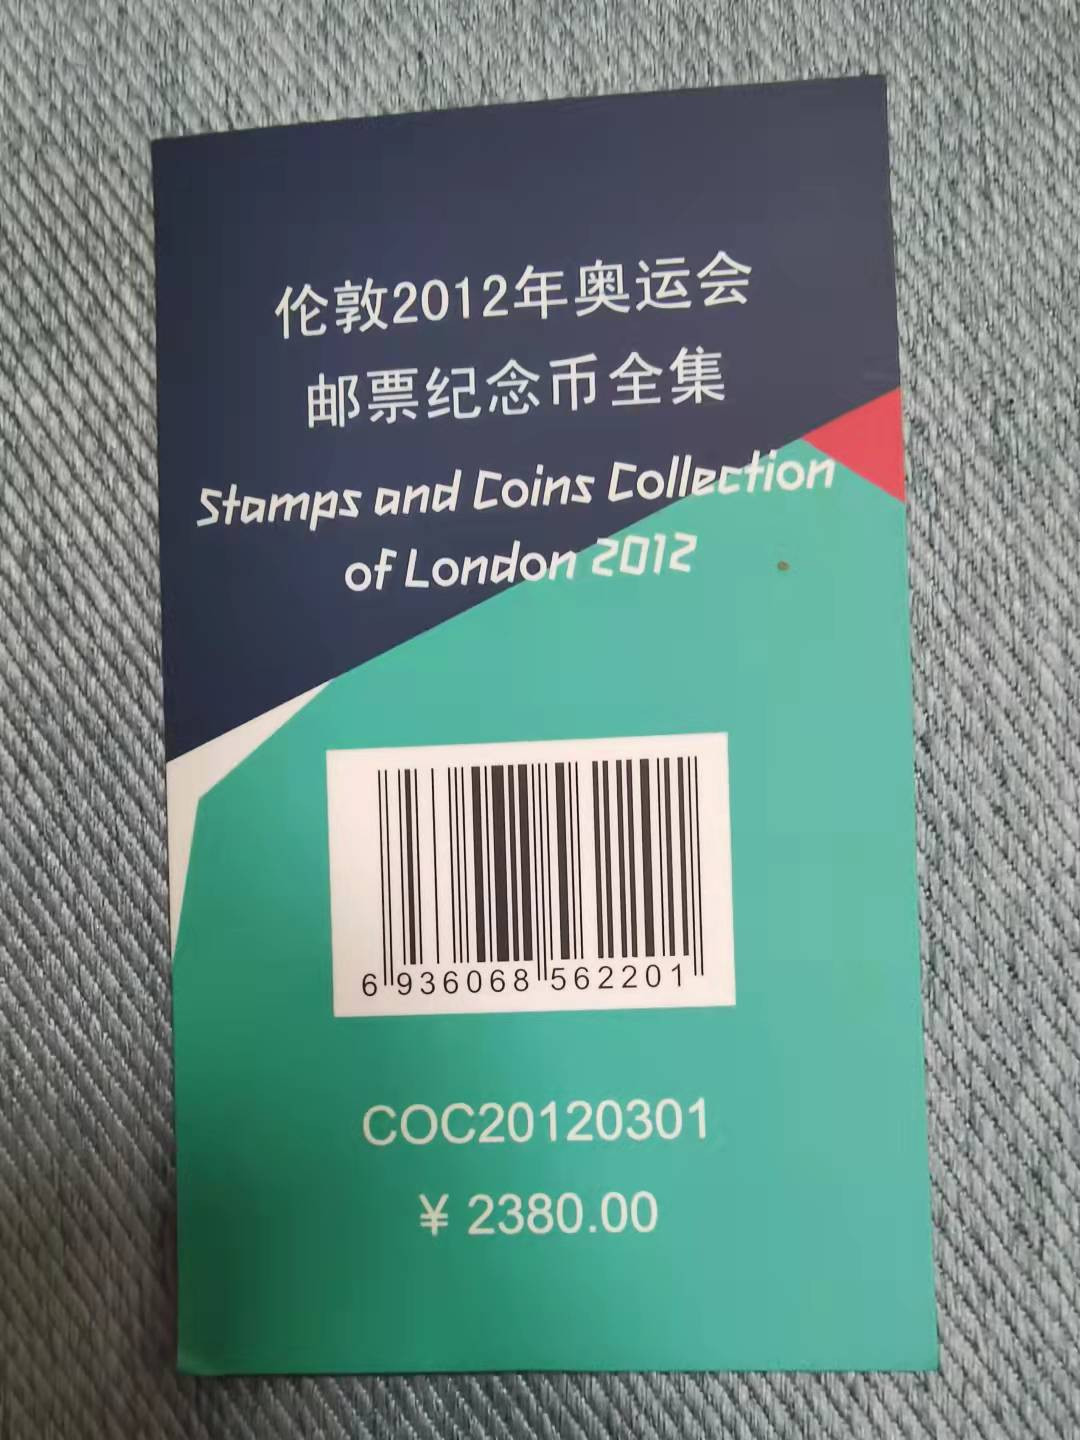 伦敦2012年奥运会
邮票纪念币全集
Stamps and Coins Collection
of London 2012
6 936068 562201
COC20120301
¥ 2380.00